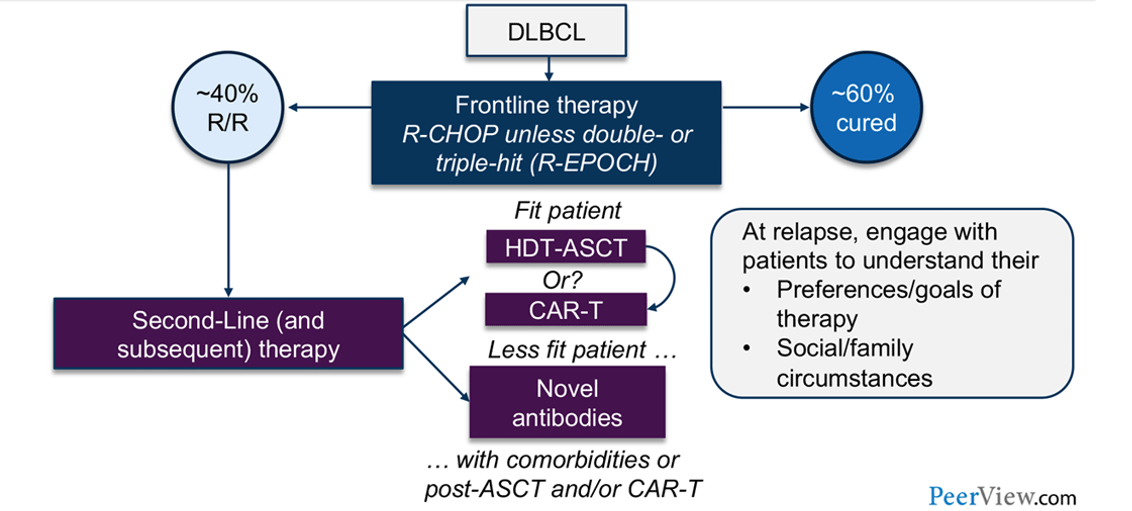 DLBCL
~40%
R/R
Frontline therapy
R-CHOP unless double- or
triple-hit (R-EPOCH)
~60%
cured
Fit patient
HDT-ASCT
Or?
CAR-T
Second-Line (and
subsequent) therapy
Less fit patient …
Novel
antibodies
… with comorbidities or
post-ASCT and/or CAR-T
At relapse, engage with
patients to understand their
• Preferences/goals of
therapy
• Social/family
circumstances
PeerView.com